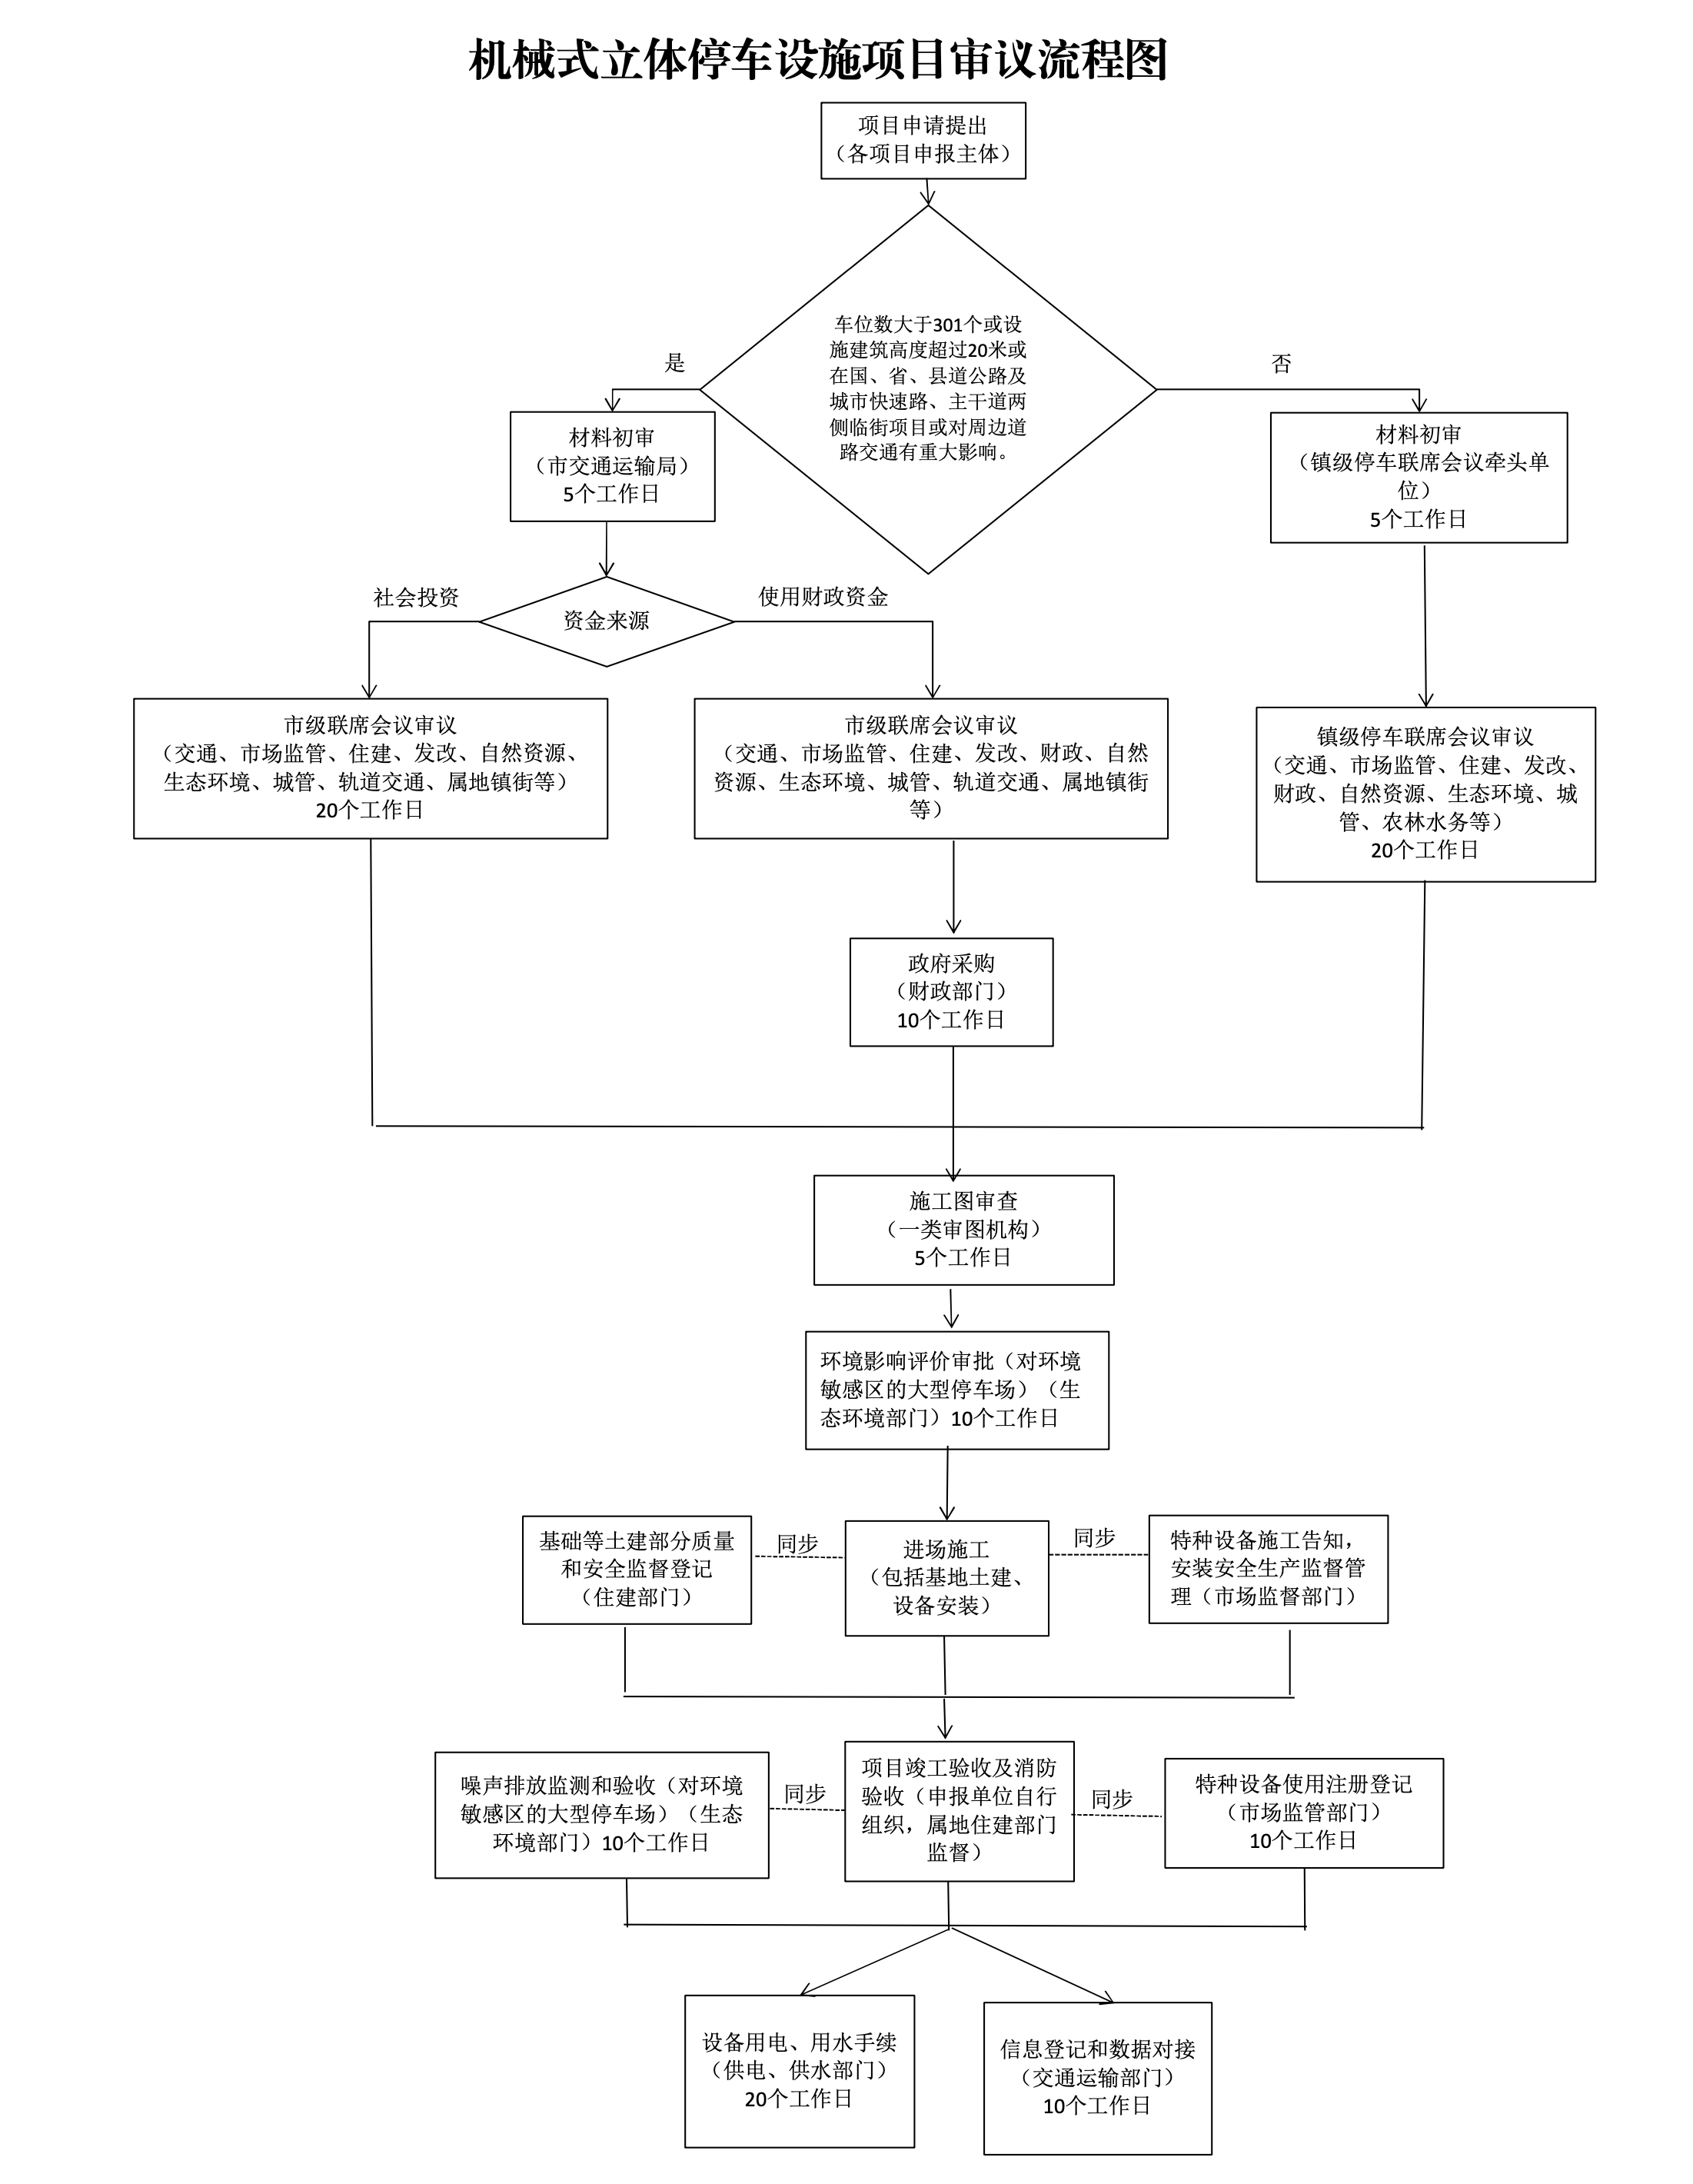 机械式立体停车设施项目审议流程图
项目申请提出
（各项目申报主体）
车位数大于301个或设
施建筑高度超过20米或
在国、省、县道公路及
城市快速路、主干道两
侧临街项目或对周边道
路交通有重大影响。
是
否
材料初审
（市交通运输局）
5个工作日
材料初审
（镇级停车联席会议牵头单
位）
5个工作日
社会投资
资金来源
使用财政资金
市级联席会议审议
（交通、市场监管、住建、发改、自然资源、
生态环境、城管、轨道交通、属地镇街等）
20个工作日
市级联席会议审议
（交通、市场监管、住建、发改、财政、自然
资源、生态环境、城管、轨道交通、属地镇街
等）
镇级停车联席会议审议
（交通、市场监管、住建、发改、
财政、自然资源、生态环境、城
管、农林水务等）
20个工作日
政府采购
（财政部门）
10个工作日
施工图审查
（一类审图机构）
5个工作日
环境影响评价审批（对环境
敏感区的大型停车场）（生
态环境部门）10个工作日
基础等土建部分质量
和安全监督登记
（住建部门）
同步
进场施工
（包括基地土建、
设备安装）
同步
特种设备施工告知，
安装安全生产监督管
理（市场监督部门）
噪声排放监测和验收（对环境
敏感区的大型停车场）（生态
环境部门）10个工作日
同步
项目竣工验收及消防
验收（申报单位自行
组织，属地住建部门
监督）
同步
特种设备使用注册登记
（市场监管部门）
10个工作日
设备用电、用水手续
（供电、供水部门）
20个工作日
信息登记和数据对接
（交通运输部门）
10个工作日